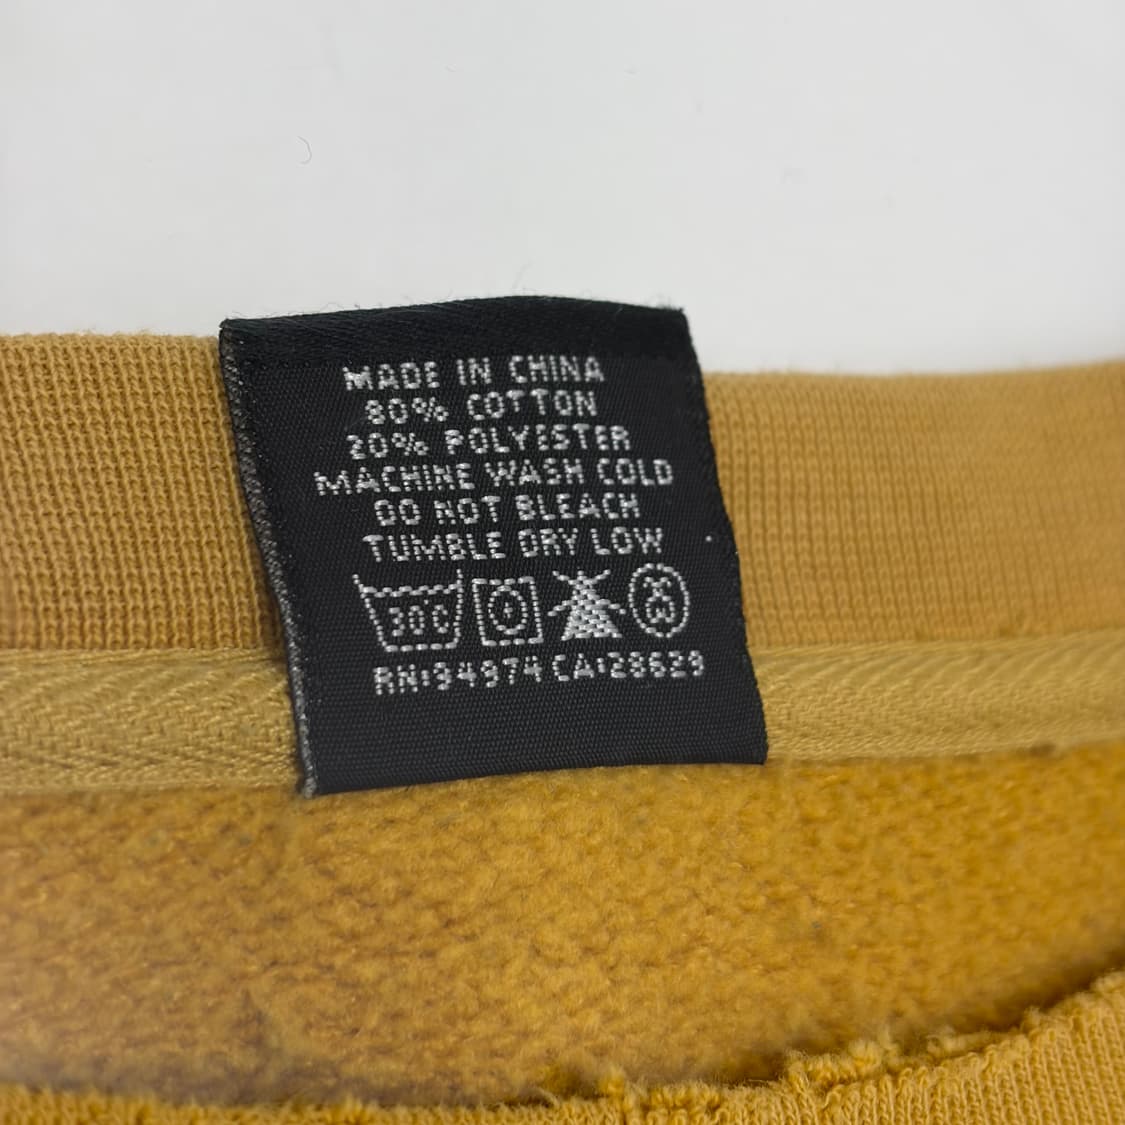 MADE IN CHINA
80% COTTON
20% POLYESTER
MACHINE WASH COLD
DO NOT BLEACH
TUMBLE DRY LOW
30C
RN:94974 CA:28629